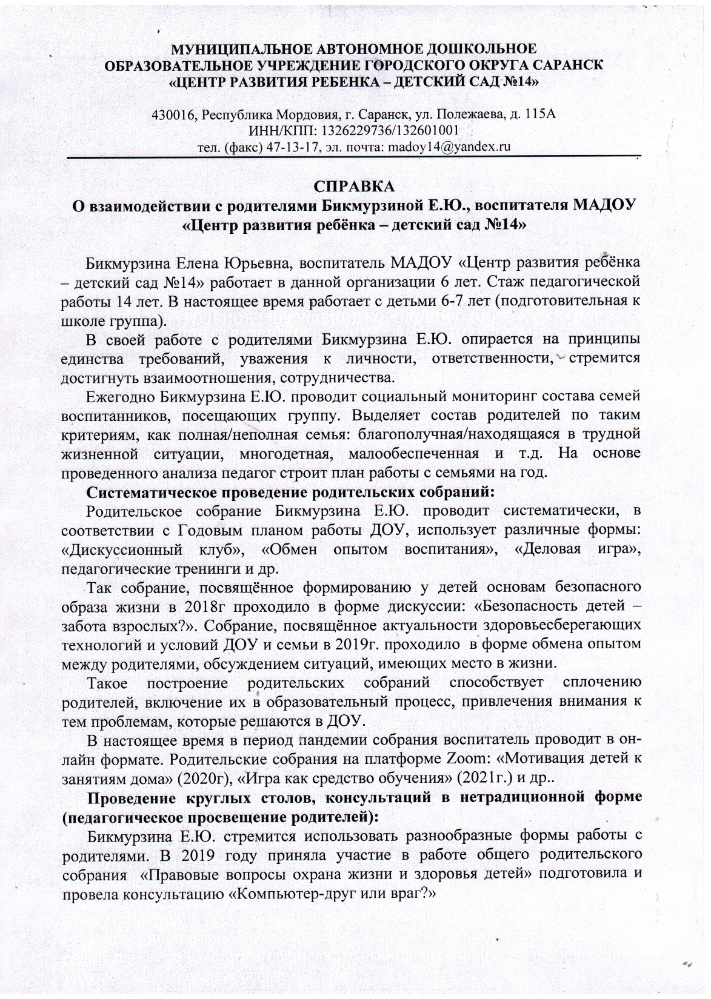 МУНИЦИПАЛЬНОЕ АВТОНОМНОЕ ДОШКОЛЬНОЕ
ОБРАЗОВАТЕЛЬНОЕ УЧРЕЖДЕНИЕ ГОРОДСКОГО ОКРУГА САРАНСК
«ЦЕНТР РАЗВИТИЯ РЕБЕНКА – ДЕТСКИЙ САД №14»
430016, Республика Мордовия, г. Саранск, ул. Полежаева, д. 115А
ИНН/КПП: 1326229736/132601001
тел. (факс) 47-13-17, эл. почта: madoy14@yandex.ru
СПРАВКА
О взаимодействии с родителями Бикмурзиной Е.Ю., воспитателя МАДОУ
«Центр развития ребёнка – детский сад №14»
Бикмурзина Елена Юрьевна, воспитатель МАДОУ «Центр развития ребёнка
– детский сад №14» работает в данной организации 6 лет. Стаж педагогической
работы 14 лет. В настоящее время работает с детьми 6-7 лет (подготовительная к
школе группа).
В своей работе с родителями Бикмурзина Е.Ю. опирается на принципы
единства требований, уважения к личности, ответственности, стремится
достигнуть взаимоотношения, сотрудничества.
Ежегодно Бикмурзина Е.Ю. проводит социальный мониторинг состава семей
воспитанников, посещающих группу. Выделяет состав родителей по таким
критериям, как полная/неполная семья: благополучная/находящаяся в трудной
жизненной ситуации, многодетная, малообеспеченная и т.д. На основе
проведенного анализа педагог строит план работы с семьями на год.
Систематическое проведение родительских собраний:
Родительское собрание Бикмурзина Е.Ю. проводит систематически, в
соответствии с Годовым планом работы ДОУ, использует различные формы:
«Дискуссионный клуб», «Обмен опытом воспитания», «Деловая игра»,
педагогические тренинги и др.
Так собрание, посвящённое формированию у детей основам безопасного
образа жизни в 2018г проходило в форме дискуссии: «Безопасность детей –
забота взрослых?». Собрание, посвящённое актуальности здоровьесберегающих
технологий и условий ДОУ и семьи в 2019г. проходило  в форме обмена опытом
между родителями, обсуждением ситуаций, имеющих место в жизни.
Такое построение родительских собраний способствует сплочению
родителей, включение их в образовательный процесс, привлечения внимания к
тем проблемам, которые решаются в ДОУ.
В настоящее время в период пандемии собрания воспитатель проводит в он-
лайн формате. Родительские собрания на платформе Zoom: «Мотивация детей к
занятиям дома» (2020г), «Игра как средство обучения» (2021г.) и др..
Проведение круглых столов, консультаций в нетрадиционной форме
(педагогическое просвещение родителей):
Бикмурзина Е.Ю. стремится использовать разнообразные формы работы с
родителями. В 2019 году приняла участие в работе общего родительского
собрания  «Правовые вопросы охрана жизни и здоровья детей» подготовила и
провела консультацию «Компьютер-друг или враг?»